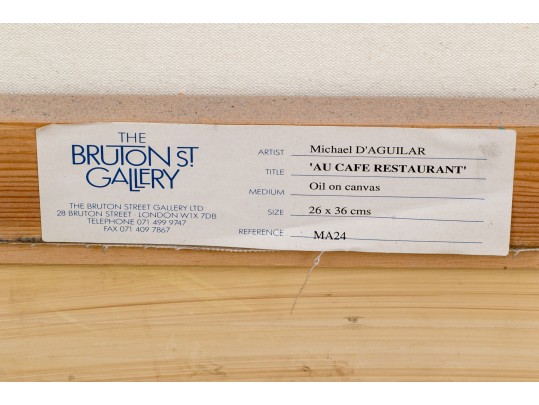 THE
BRUTON ST.
GALLERY
THE BRUTON STREET GALLERY LTD
28 BRUTON STREET LONDON W1X 7DB
TELEPHONE 071 499 9747
FAX 071 409 7867
ARTIST Michael D'AGUILAR
TITLE 'AU CAFE RESTAURANT'
MEDIUM Oil on canvas
SIZE 26 x 36 cms
REFERENCE MA24